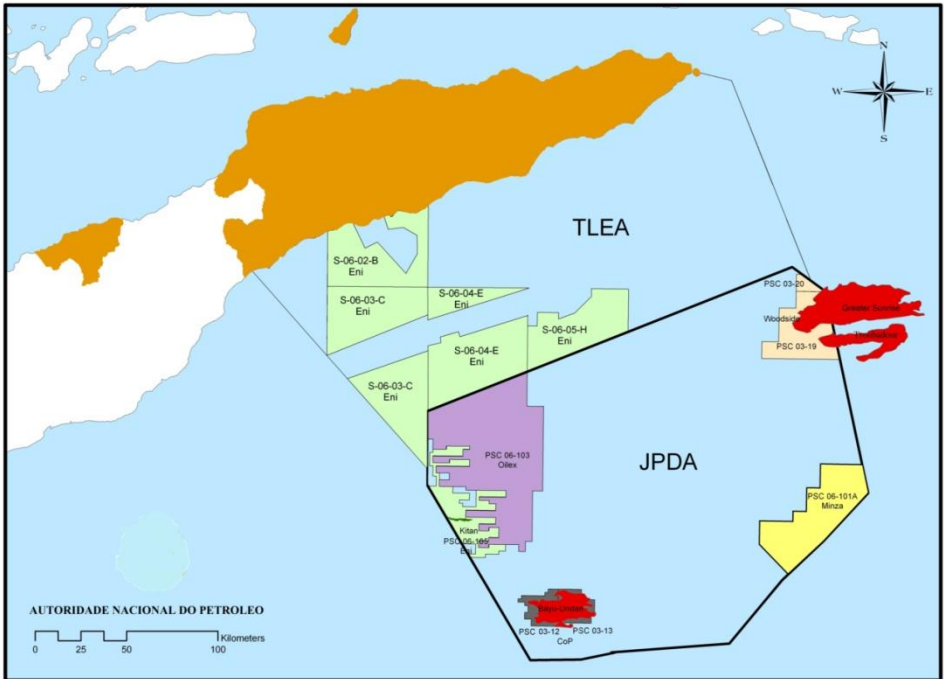 N
W E
S
TLEA
S-06-02-B
Eni
S-06-03-C
Eni
S-06-04-E
Eni
S-06-05-H
Eni
S-06-04-E
Eni
S-06-03-C
Eni
PSC 03-20
Greater Sunrise
Woodside
Troubadour
PSC 03-19
PSC 06-103
Oilex
JPDA
PSC 06-101A
Minza
Kitan
PSC 06-105
Eni
Bayu-Undan
PSC 03-12 PSC 03-13
CoP
AUTORIDADE NACIONAL DO PETROLEO
Kilometers
0 25 50 100